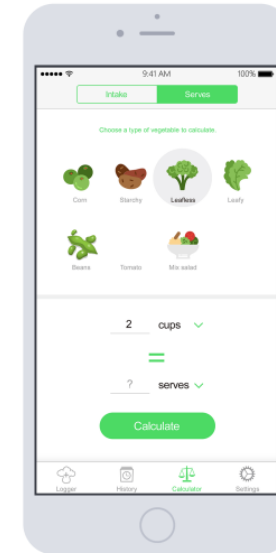 9:41 AM 100%
Intake Serves
Choose a type of vegetable to calculate
Corn Starchy Leafless Leafy
Beans Tomato Mix salad
2 cups
=
? serves
Calculate
Logger History Calculator Settings